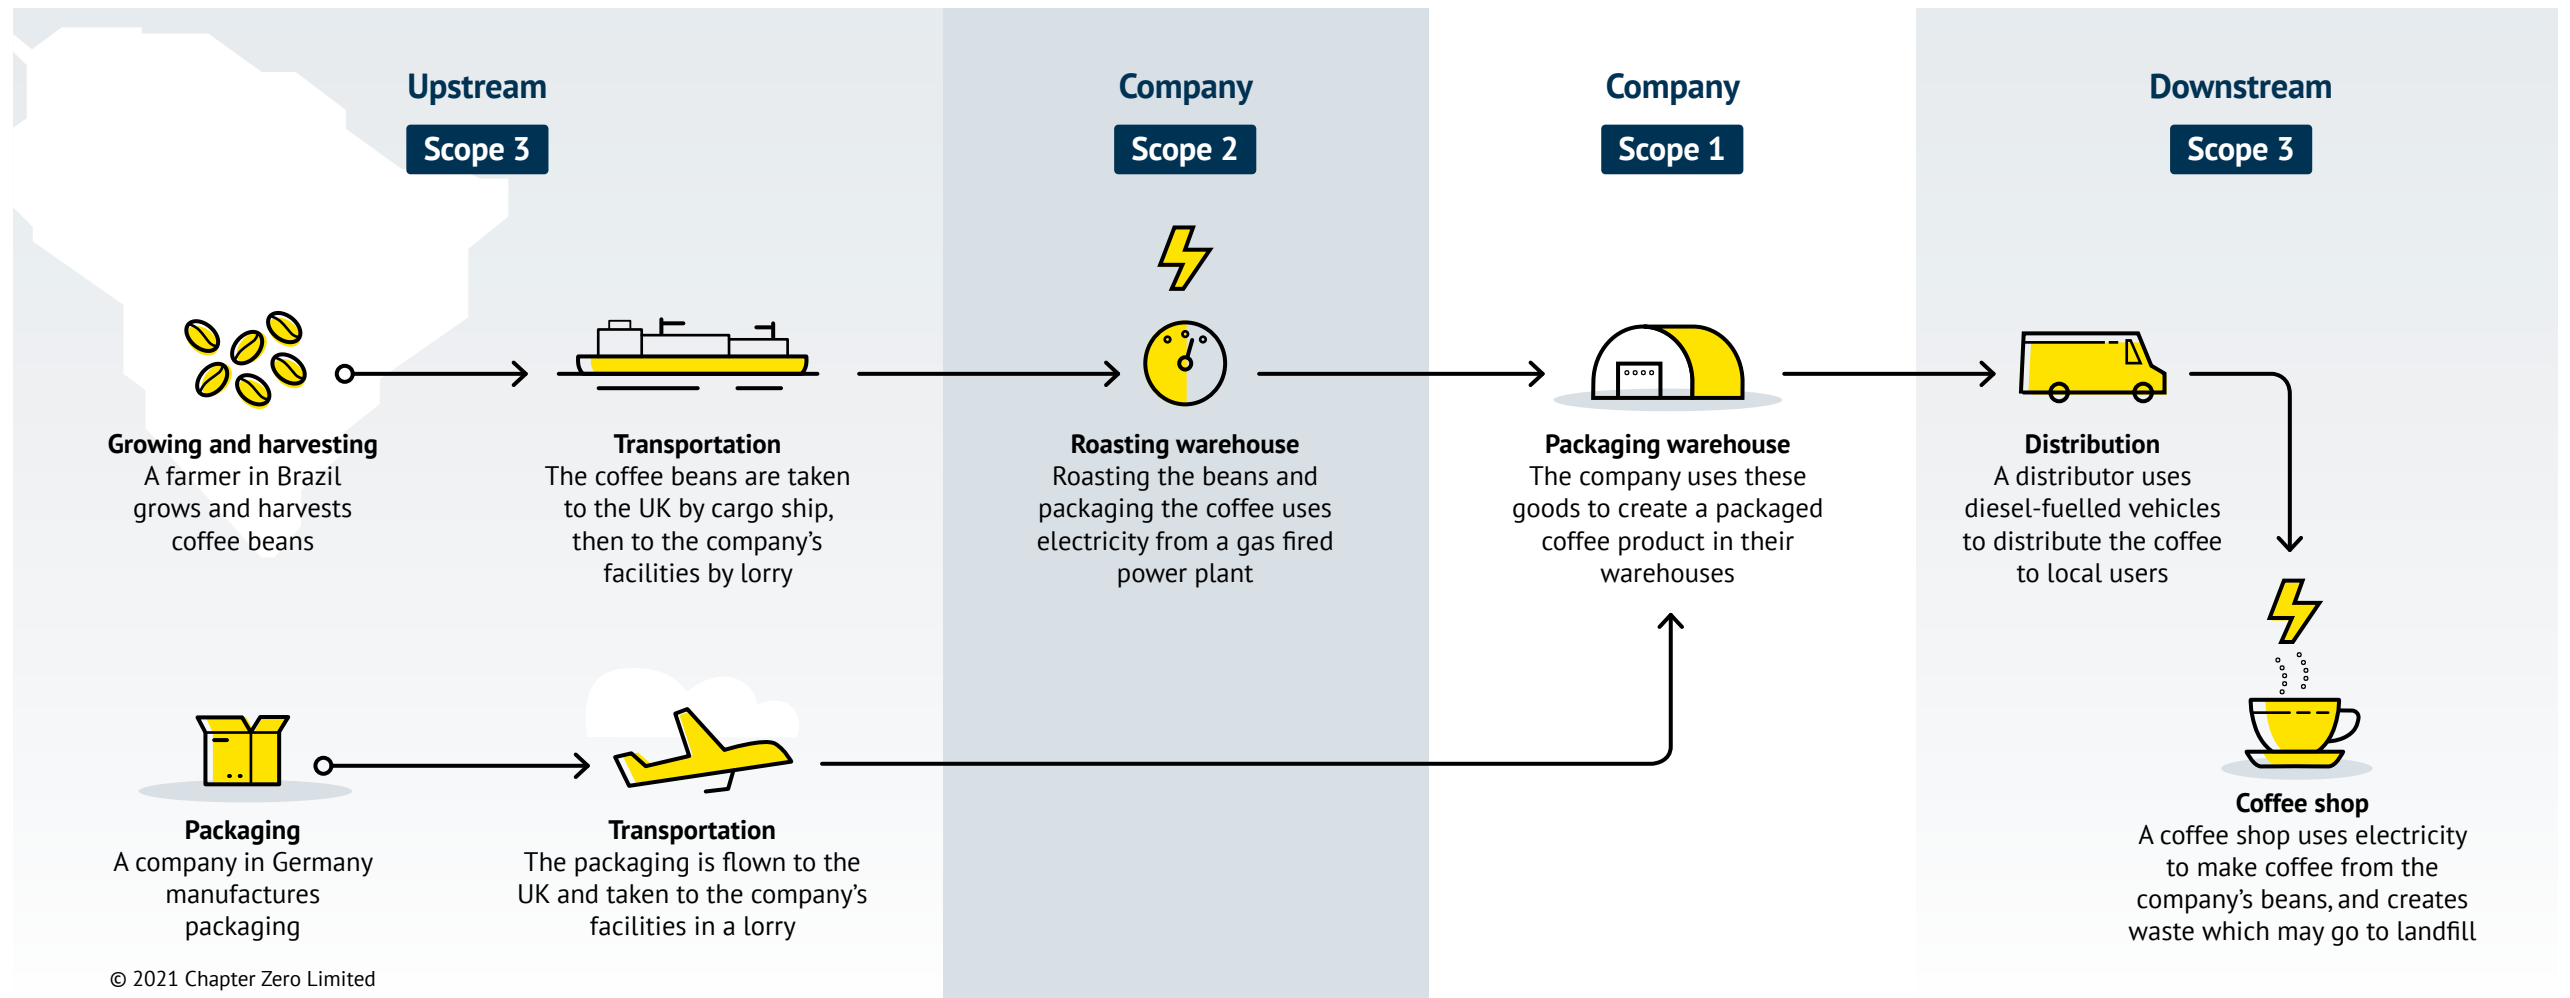 Upstream
Scope 3
Company
Scope 2
Company
Scope 1
Downstream
Scope 3
Growing and harvesting
A farmer in Brazil
grows and harvests
coffee beans
Transportation
The coffee beans are taken
to the UK by cargo ship,
then to the company’s
facilities by lorry
Roasting warehouse
Roasting the beans and
packaging the coffee uses
electricity from a gas fired
power plant
Packaging warehouse
The company uses these
goods to create a packaged
coffee product in their
warehouses
Distribution
A distributor uses
diesel-fuelled vehicles
to distribute the coffee
to local users
Packaging
A company in Germany
manufactures
packaging
Transportation
The packaging is flown to the
UK and taken to the company’s
facilities in a lorry
Coffee shop
A coffee shop uses electricity
to make coffee from the
company’s beans, and creates
waste which may go to landfill
© 2021 Chapter Zero Limited